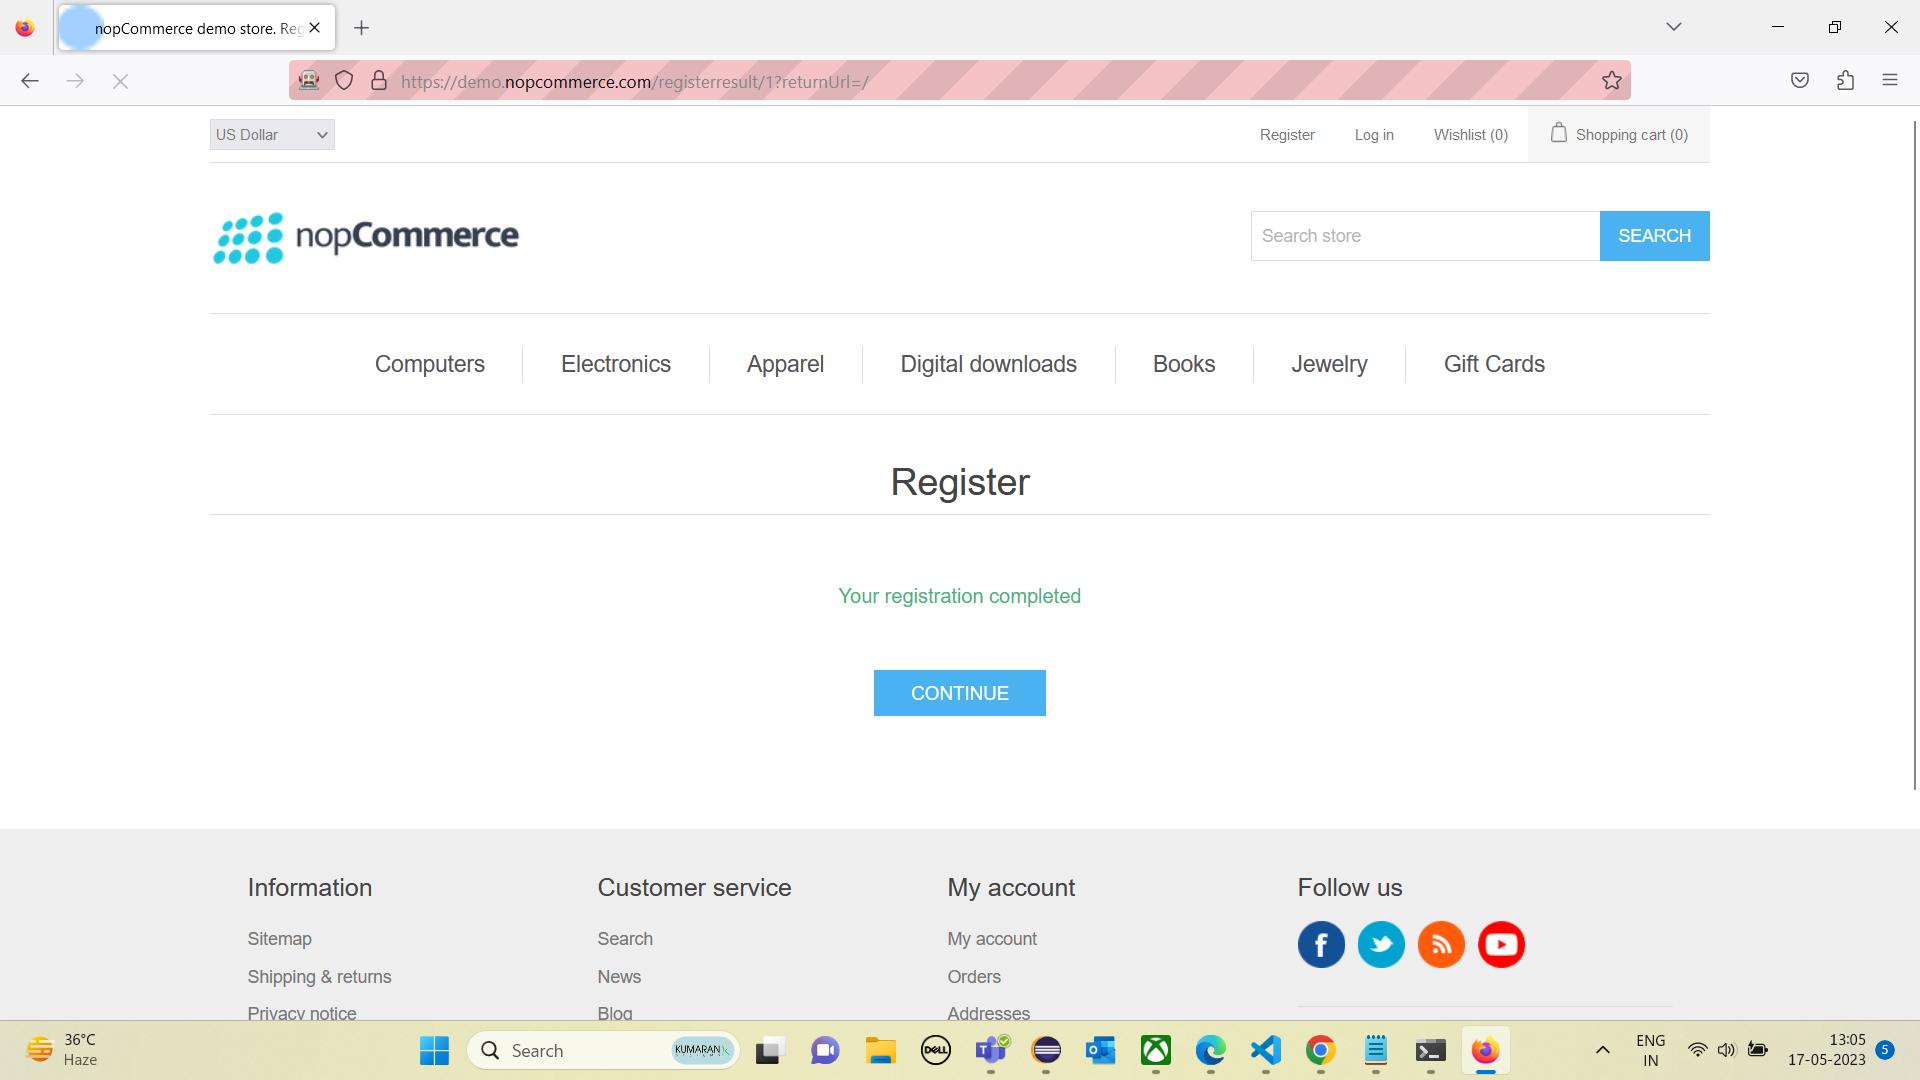 nopCommerce demo store. Reg
https://demo.nopcommerce.com/registerresult/1?returnUrl=/
US Dollar
Register
Log in
Wishlist (0)
Shopping cart (0)
nopCommerce
Search store
SEARCH
Computers
Electronics
Apparel
Digital downloads
Books
Jewelry
Gift Cards
Register
Your registration completed
CONTINUE
Information
Customer service
My account
Follow us
Sitemap
Search
My account
Shipping & returns
News
Orders
Privacy notice
Blog
Addresses
36°C
Haze
Search
KUMARAN
DELL
ENG
IN
13:05
17-05-2023
5